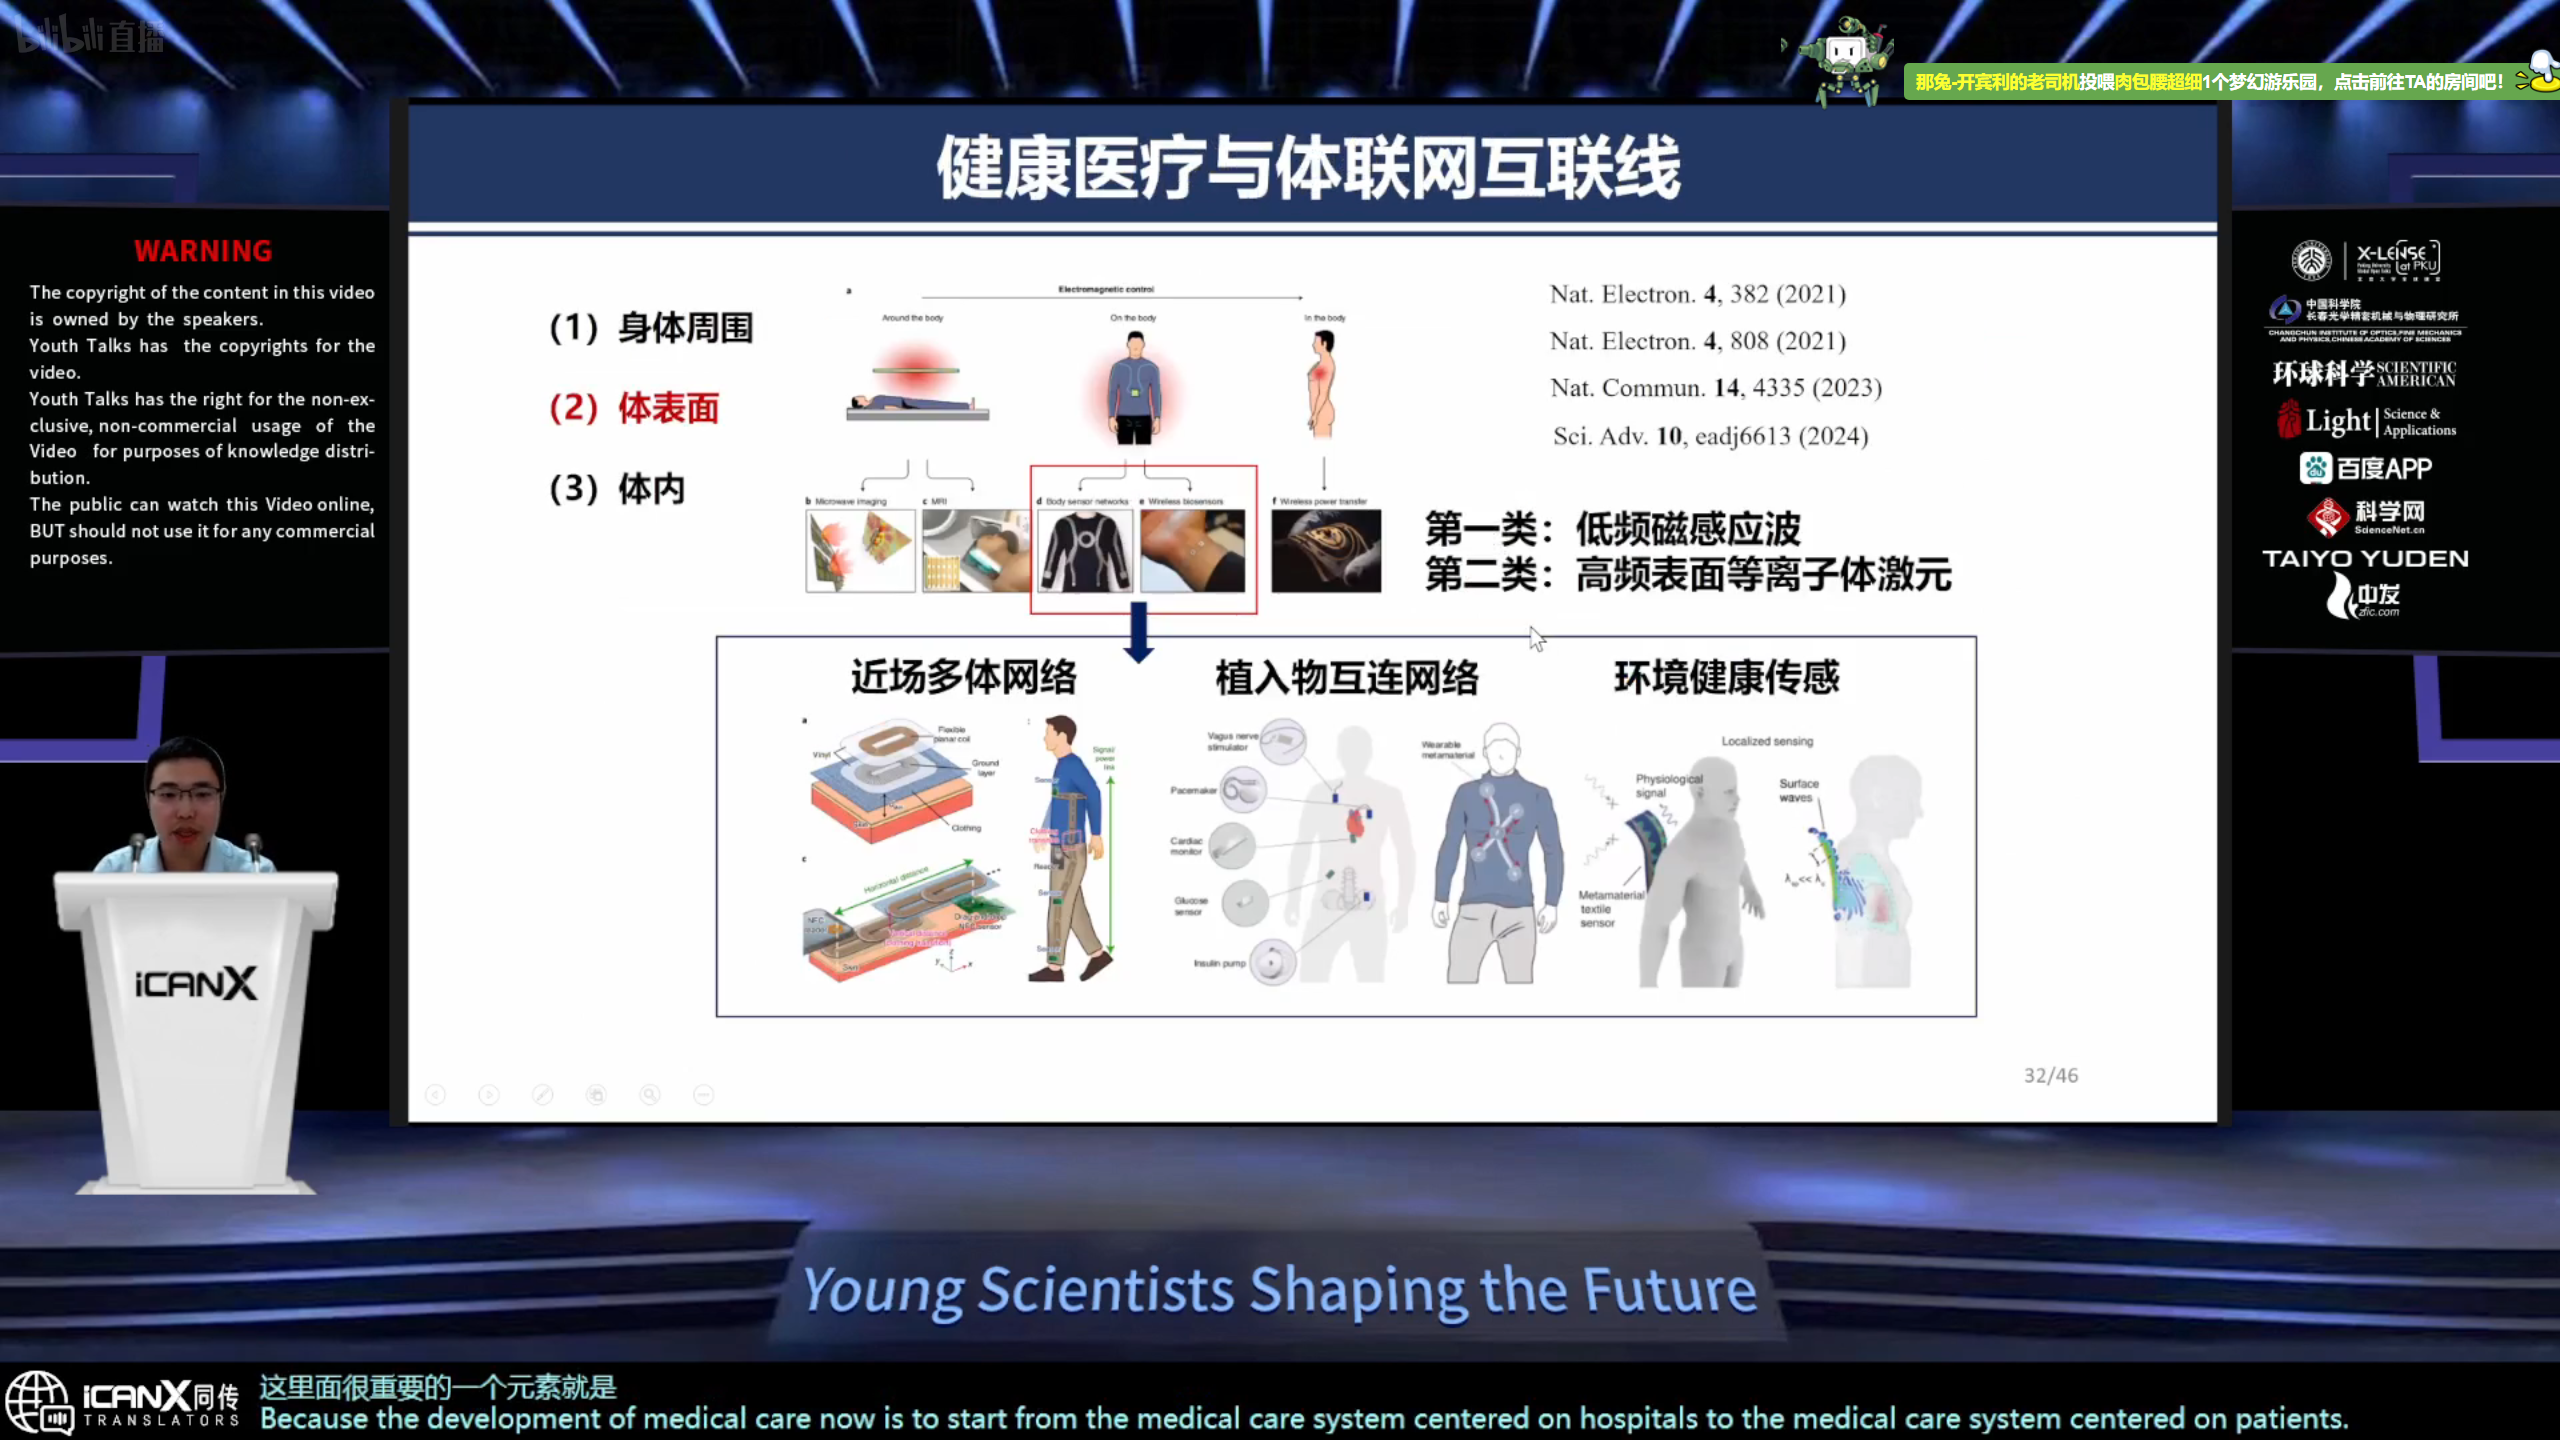 bilibili直播
那兔-开宾利的老司机投喂肉包腰超细1个梦幻游乐园，点击前往TA的房间吧！
健康医疗与体联网互联线
WARNING
The copyright of the content in this video
is owned by the speakers.
Youth Talks has the copyrights for the
video.
Youth Talks has the right for the non-ex-
clusive, non-commercial usage of the
Video for purposes of knowledge distri-
bution.
The public can watch this Video online,
BUT should not use it for any commercial
purposes.
（1）身体周围
（2）体表面
（3）体内
a
Electromagnetic control
Around the body
On the body
In the body
b Microwave imaging
c MRI
d Body sensor networks
e Wireless biosensors
f Wireless power transfer
Nat. Electron. 4, 382 (2021)
Nat. Electron. 4, 808 (2021)
Nat. Commun. 14, 4335 (2023)
Sci. Adv. 10, eadj6613 (2024)
第一类：低频磁感应波
第二类：高频表面等离子体激元
近场多体网络
植入物互连网络
环境健康传感
a
Vinyl
Flexible
planar coil
Ground
layer
Clothing
c
Horizontal distance
NFC
Signal
power
Vagus nerve
stimulator
Pacemaker
Cardiac
monitor
Glucose
sensor
Insulin pump
Wearable
metamaterial
Localized sensing
Physiological
signal
Metamaterial
textile
sensor
Surface
waves
32/46
X-LENSE
at PKU
中国科学院
长春光学精密机械与物理研究所
CHANGCHUN INSTITUTE OF OPTICS,FINE MECHANICS
AND PHYSICS,CHINESE ACADEMY OF SCIENCES
环球科学 SCIENTIFIC
AMERICAN
Light Science &
Applications
百度APP
科学网
ScienceNet.cn
TAIYO YUDEN
中发
zfic.com
iCANX
Young Scientists Shaping the Future
iCANX同传
TRANSLATORS
这里面很重要的一个元素就是
Because the development of medical care now is to start from the medical care system centered on hospitals to the medical care system centered on patients.